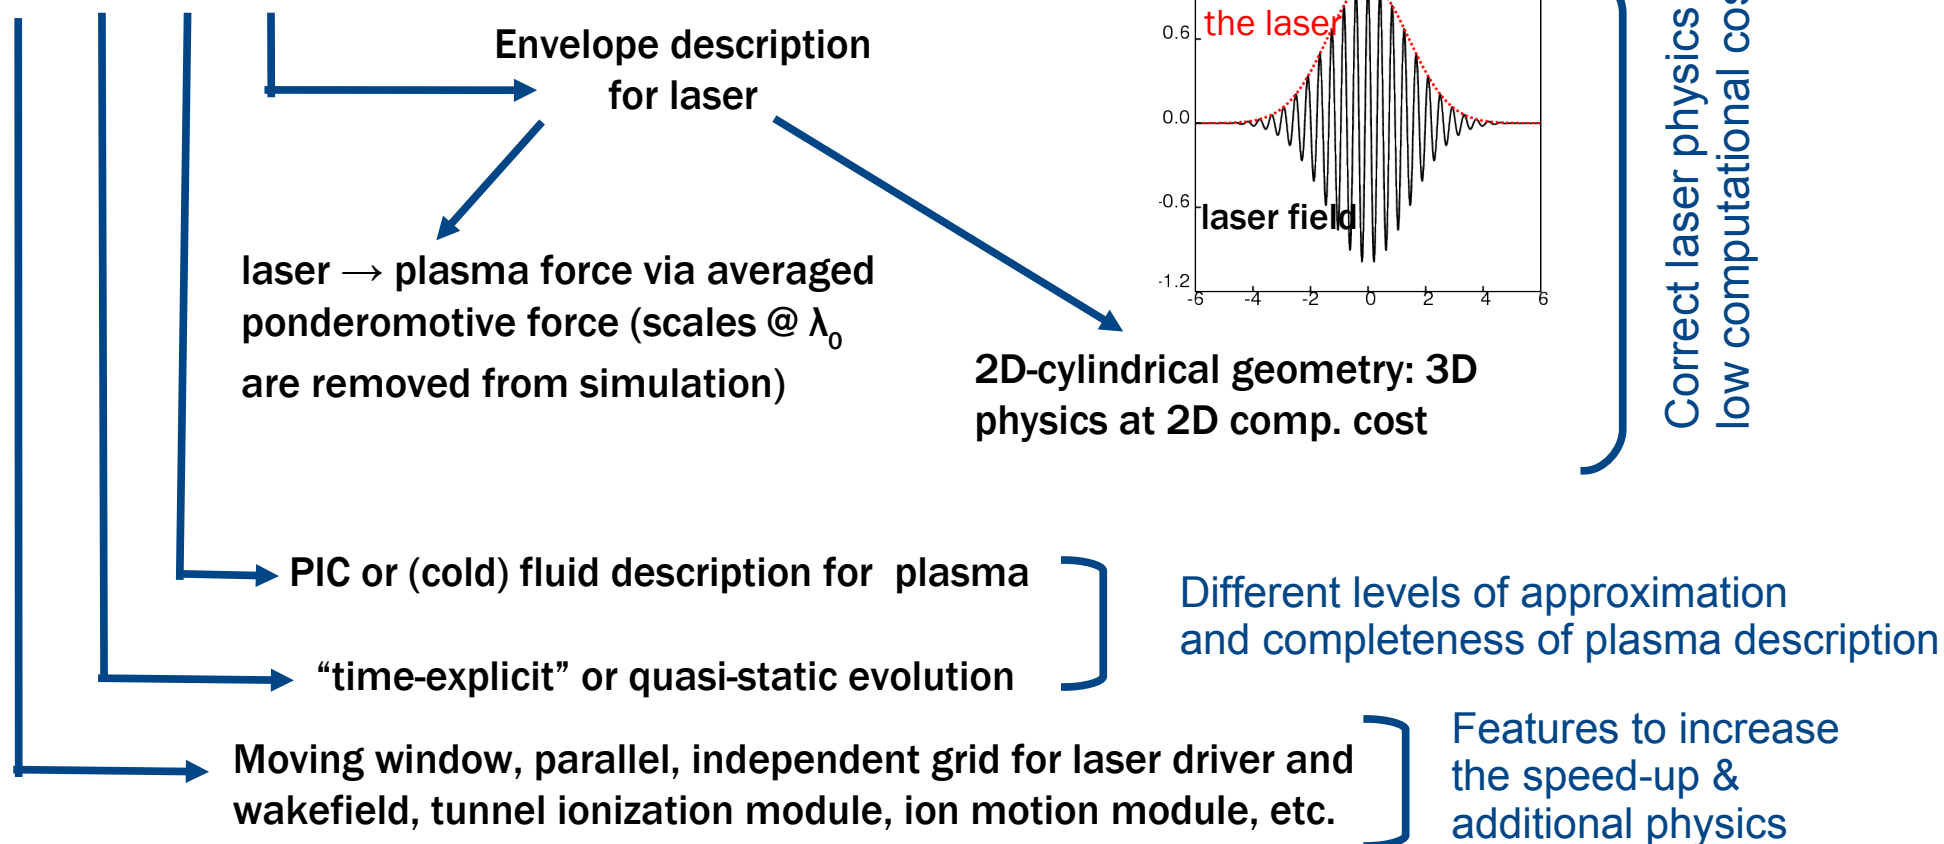 Envelope description
for laser
the laser
0.6
0.0
-0.6
laser field
-1.2
-6
-4
-2
0
2
4
6
laser → plasma force via averaged
ponderomotive force (scales @ λ₀
are removed from simulation)
2D-cylindrical geometry: 3D
physics at 2D comp. cost
Correct laser physics
low computational
PIC or (cold) fluid description for plasma
“time-explicit” or quasi-static evolution
Different levels of approximation
and completeness of plasma description
Moving window, parallel, independent grid for laser driver and
wakefield, tunnel ionization module, ion motion module, etc.
Features to increase
the speed-up &
additional physics